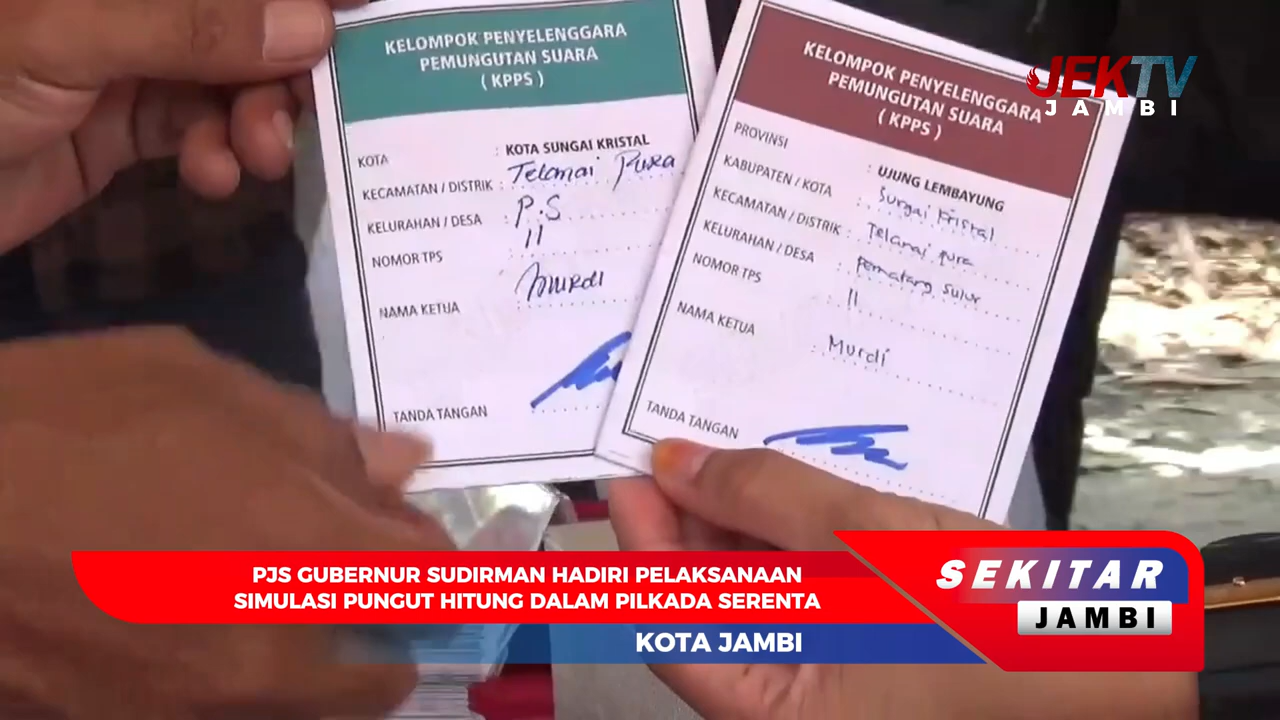 KELOMPOK PENYELENGGARA
PEMUNGUTAN SUARA
( KPPS )
KOTA : KOTA SUNGAI KRISTAL
KECAMATAN / DISTRIK : Telanai Pura
KELURAHAN / DESA : P.S
NOMOR TPS 11
NAMA KETUA Murdi
TANDA TANGAN
KELOMPOK PENYELENGGARA
PEMUNGUTAN SUARA
( KPPS )
PROVINSI : UJUNG LEMBAYUNG
KABUPATEN / KOTA : Sungai Kristal
KECAMATAN / DISTRIK : Telanai pura
KELURAHAN / DESA : Pematang Sulur
NOMOR TPS : 11
NAMA KETUA : Murdi
TANDA TANGAN
JEKTV
JAMBI
PJS GUBERNUR SUDIRMAN HADIRI PELAKSANAAN
SIMULASI PUNGUT HITUNG DALAM PILKADA SERENTA
KOTA JAMBI
SEKITAR
JAMBI